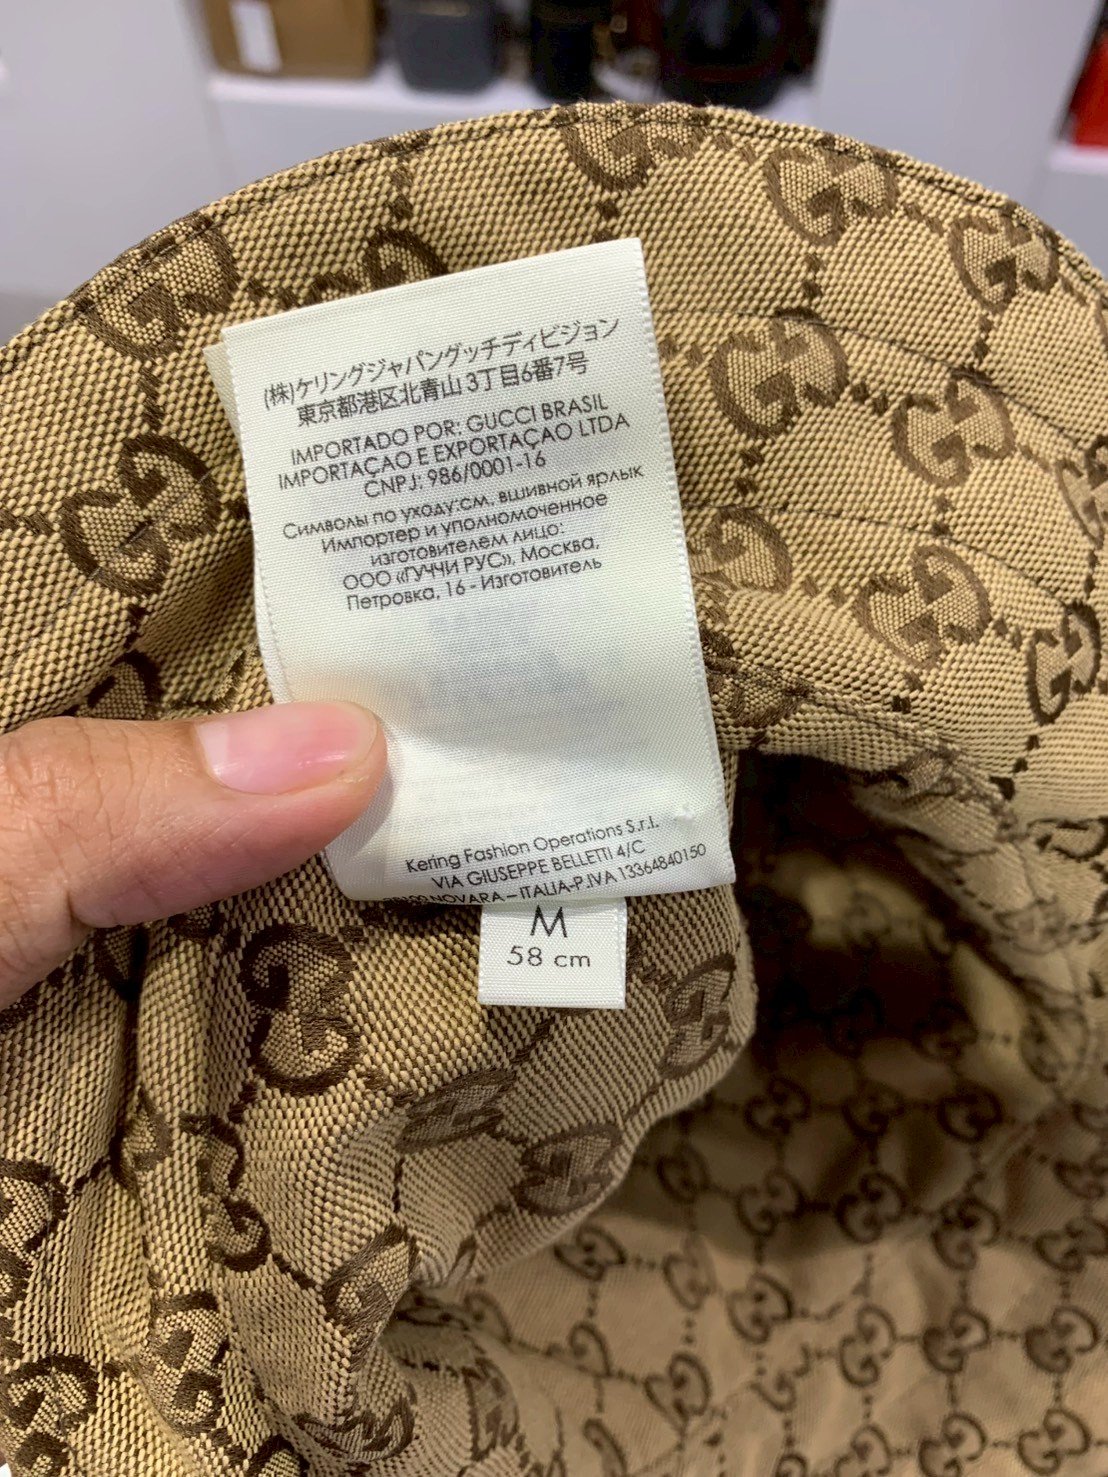 (株)ケリングジャパングッチディビジョン
東京都港区北青山3丁目6番7号
IMPORTADO POR: GUCCI BRASIL
IMPORTAÇAO E EXPORTAÇAO LTDA
CNPJ: 986/0001-16
Символы по уходу:см. вшивной ярлык
Импортер и уполномоченное
изготовителем лицо:
ООО «ГУЧЧИ РУС», Москва,
Петровка, 16 - Изготовитель
Kering Fashion Operations S.r.l.
VIA GIUSEPPE BELLETTI 4/C
NOVARA – ITALIA-P.IVA 13364840150
M
58 cm